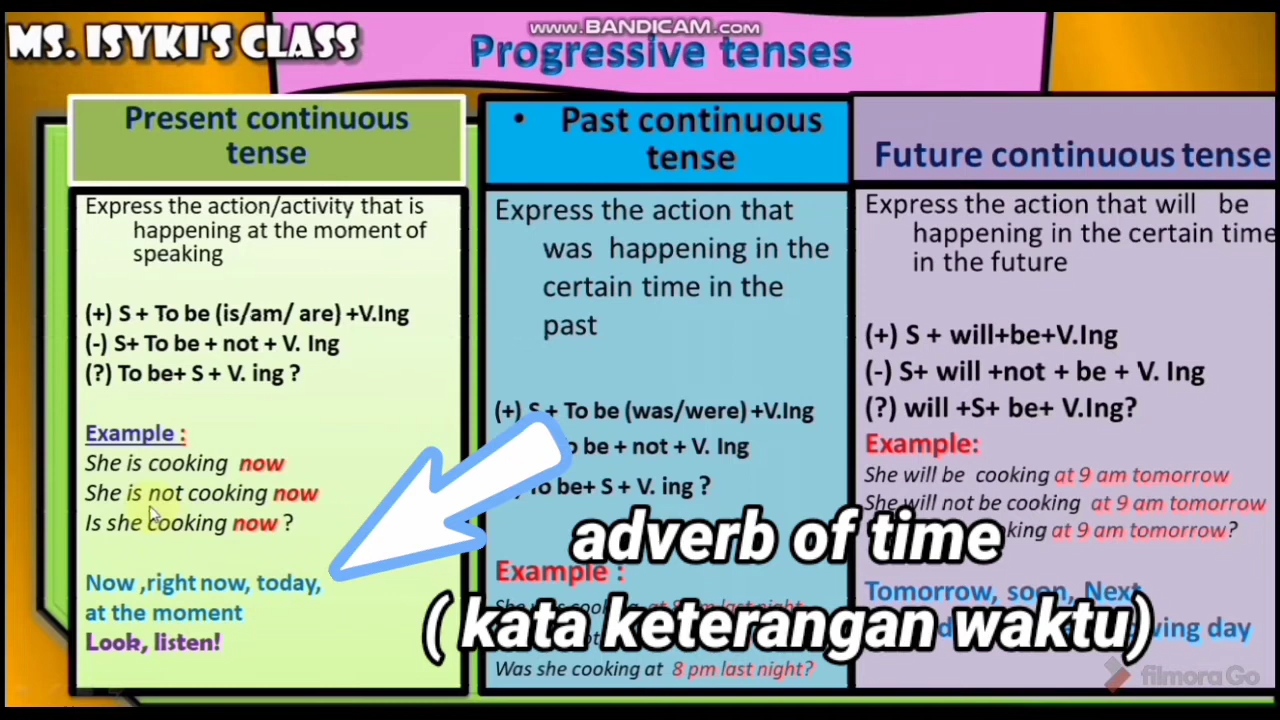 www.BANDICAM.com
MS. ISYKI'S CLASS
Progressive tenses
Present continuous
tense
Express the action/activity that is
happening at the moment of
speaking
(+) S + To be (is/am/ are) +V.Ing
(-) S+ To be + not + V. Ing
(?) To be+ S + V. ing ?
Example :
She is cooking now
She is not cooking now
Is she cooking now ?
Now ,right now, today,
at the moment
Look, listen!
• Past continuous
tense
Express the action that
was happening in the
certain time in the
past
(+) S + To be (was/were) +V.Ing
be + not + V. Ing
To be+ S + V. ing ?
Example :
Was she cooking at 8 pm last night?
Future continuous tense
Express the action that will be
happening in the certain time
in the future
(+) S + will+be+V.Ing
(-) S+ will +not + be + V. Ing
(?) will +S+ be+ V.Ing?
Example:
She will be cooking at 9 am tomorrow
She will not be cooking at 9 am tomorrow
cooking at 9 am tomorrow?
Tomorrow, soon, Next
day
adverb of time
( kata keterangan waktu)
filmoraGo